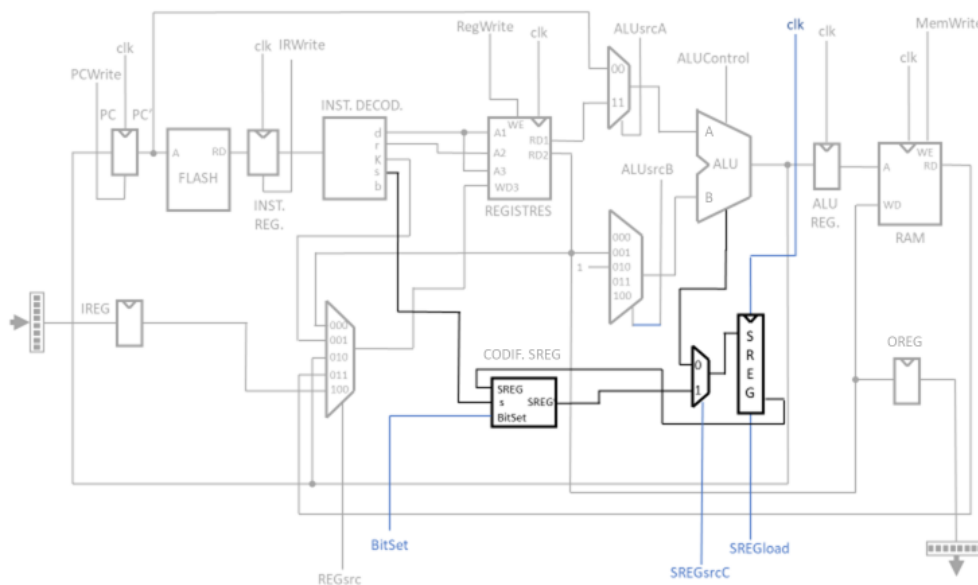 RegWrite
ALUsrcA
clk
MemWrite
clk
clk
IRWrite
clk
clk
PCWrite
ALUControl
clk
PC
PC'
INST. DECOD.
00
11
A
RD
FLASH
INST.
REG.
d
r
K
s
b
WE
A1
A2
A3
WD3
RD1
RD2
REGISTRES
ALUsrcB
A
ALU
B
ALU
REG.
WE
A
RD
WD
RAM
000
001
1
010
011
100
IREG
000
001
010
011
100
CODIF. SREG
SREG
s
SREG'
BitSet
0
1
S
R
E
G
OREG
BitSet
SREGload
SREGsrcC
REGsrc